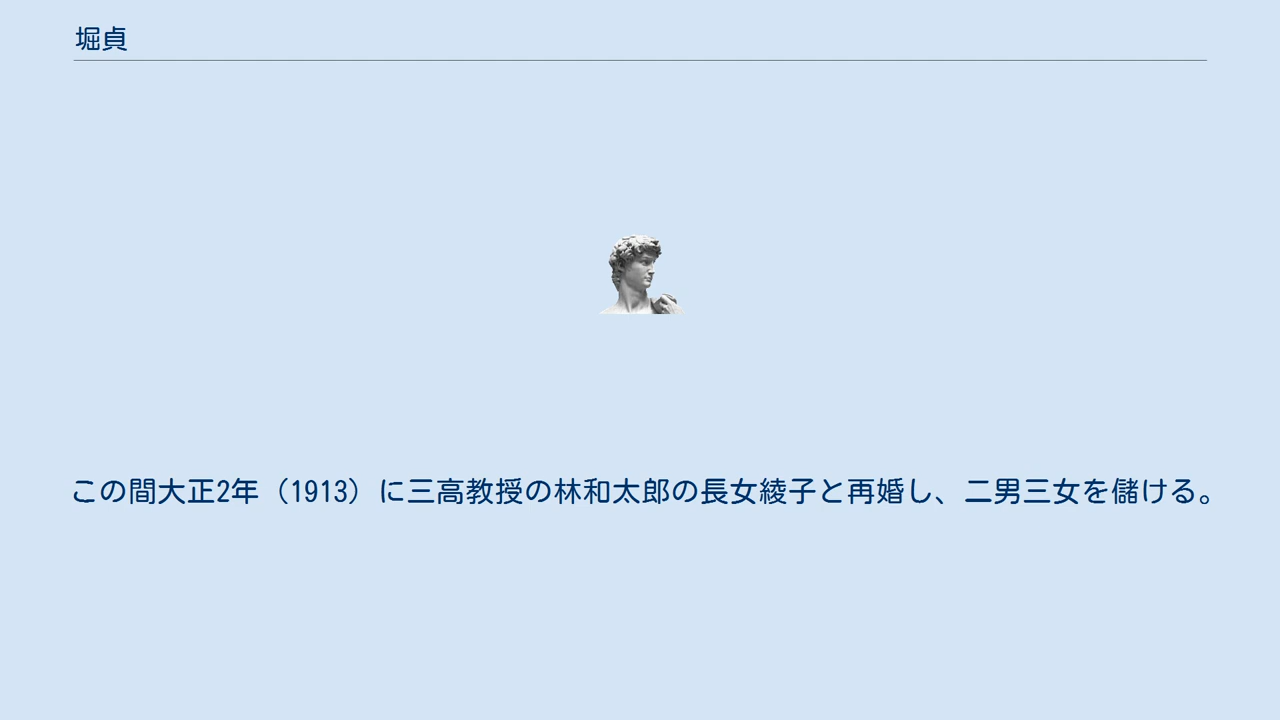 堀貞
この間大正2年（1913）に三高教授の林和太郎の長女綾子と再婚し、二男三女を儲ける。